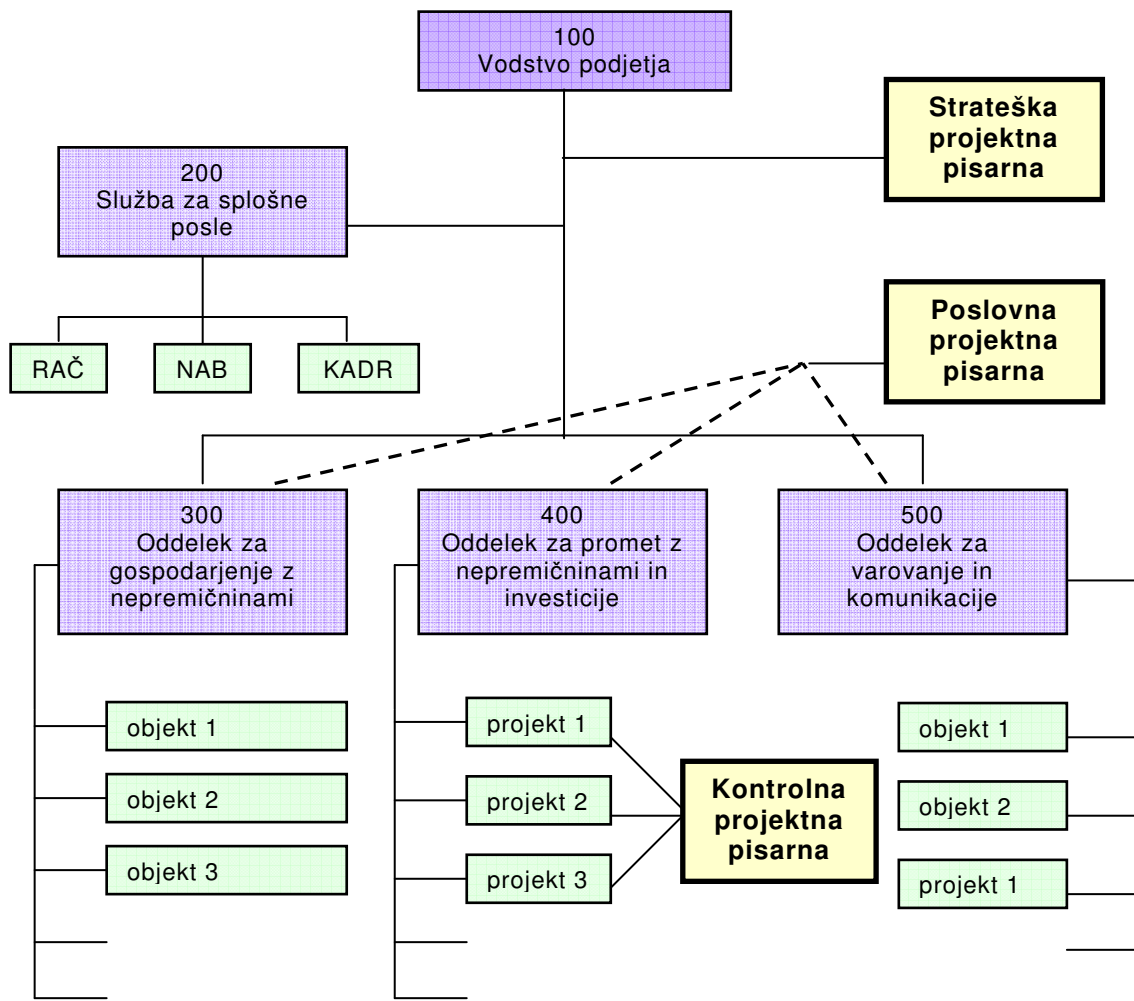 100
Vodstvo podjetja
Strateška
projektna
pisarna
200
Služba za splošne
posle
RAČ
NAB
KADR
Poslovna
projektna
pisarna
300
Oddelek za
gospodarjenje z
nepremičninami
400
Oddelek za promet z
nepremičninami in
investicije
500
Oddelek za
varovanje in
komunikacije
objekt 1
objekt 2
objekt 3
projekt 1
projekt 2
projekt 3
Kontrolna
projektna
pisarna
objekt 1
objekt 2
projekt 1